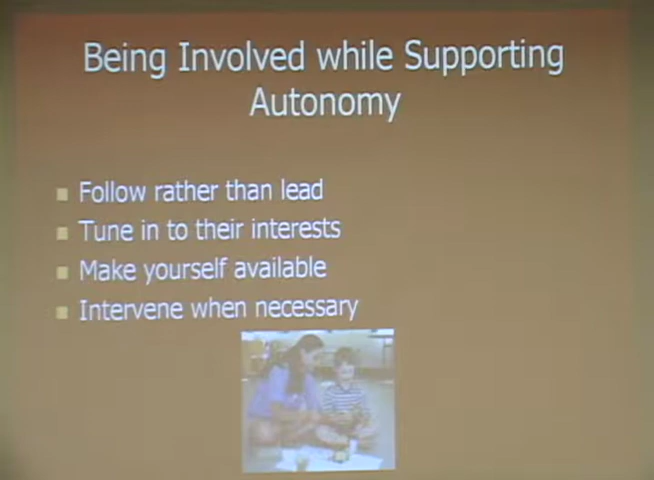 Being Involved while Supporting
Autonomy
Follow rather than lead
Tune in to their interests
Make yourself available
Intervene when necessary